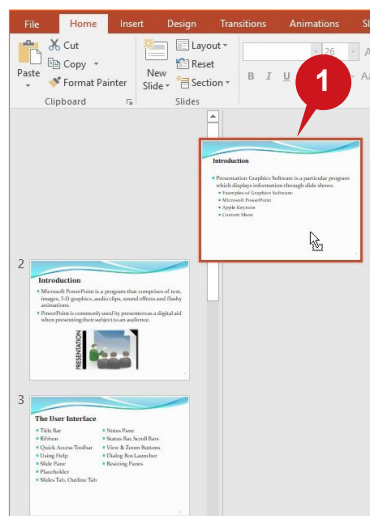 File Home Insert Design Transitions Animations Sl
Cut
Copy
Format Painter
Paste
Clipboard
New
Slide
Layout
Reset
Section
Slides
26 A
B I U Aa
1
Introduction
Presentation Graphics Software is a particular program
which displays information through slide shows.
Examples of Graphics Software
Microsoft PowerPoint
Apple Keynote
Custom Show
2
Introduction
Microsoft PowerPoint is a program that comprises of text,
images, 3-D graphics, audio clips, sound effects and flashy
animations.
PowerPoint is commonly used by presenters as a digital aid
when presenting their subject to an audience.
PRESENTATION
3
The User Interface
Title Bar
Ribbon
Quick Access Toolbar
Using Help
Slide Pane
Placeholder
Slides Tab, Outline Tab
Notes Pane
Status Bar, Scroll Bars
View & Zoom Buttons
Dialog Box Launcher
Resizing Panes